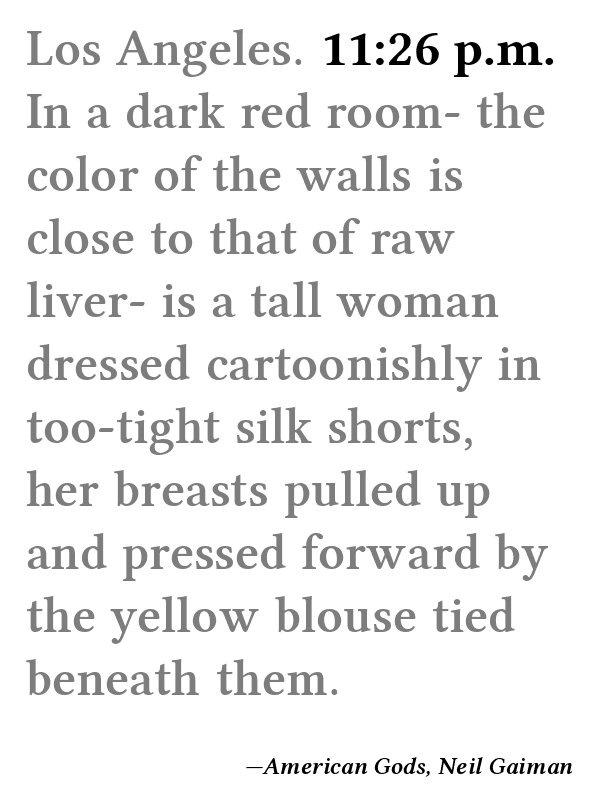 Los Angeles. 11:26 p.m.
In a dark red room- the
color of the walls is
close to that of raw
liver- is a tall woman
dressed cartoonishly in
too-tight silk shorts,
her breasts pulled up
and pressed forward by
the yellow blouse tied
beneath them.
—American Gods, Neil Gaiman